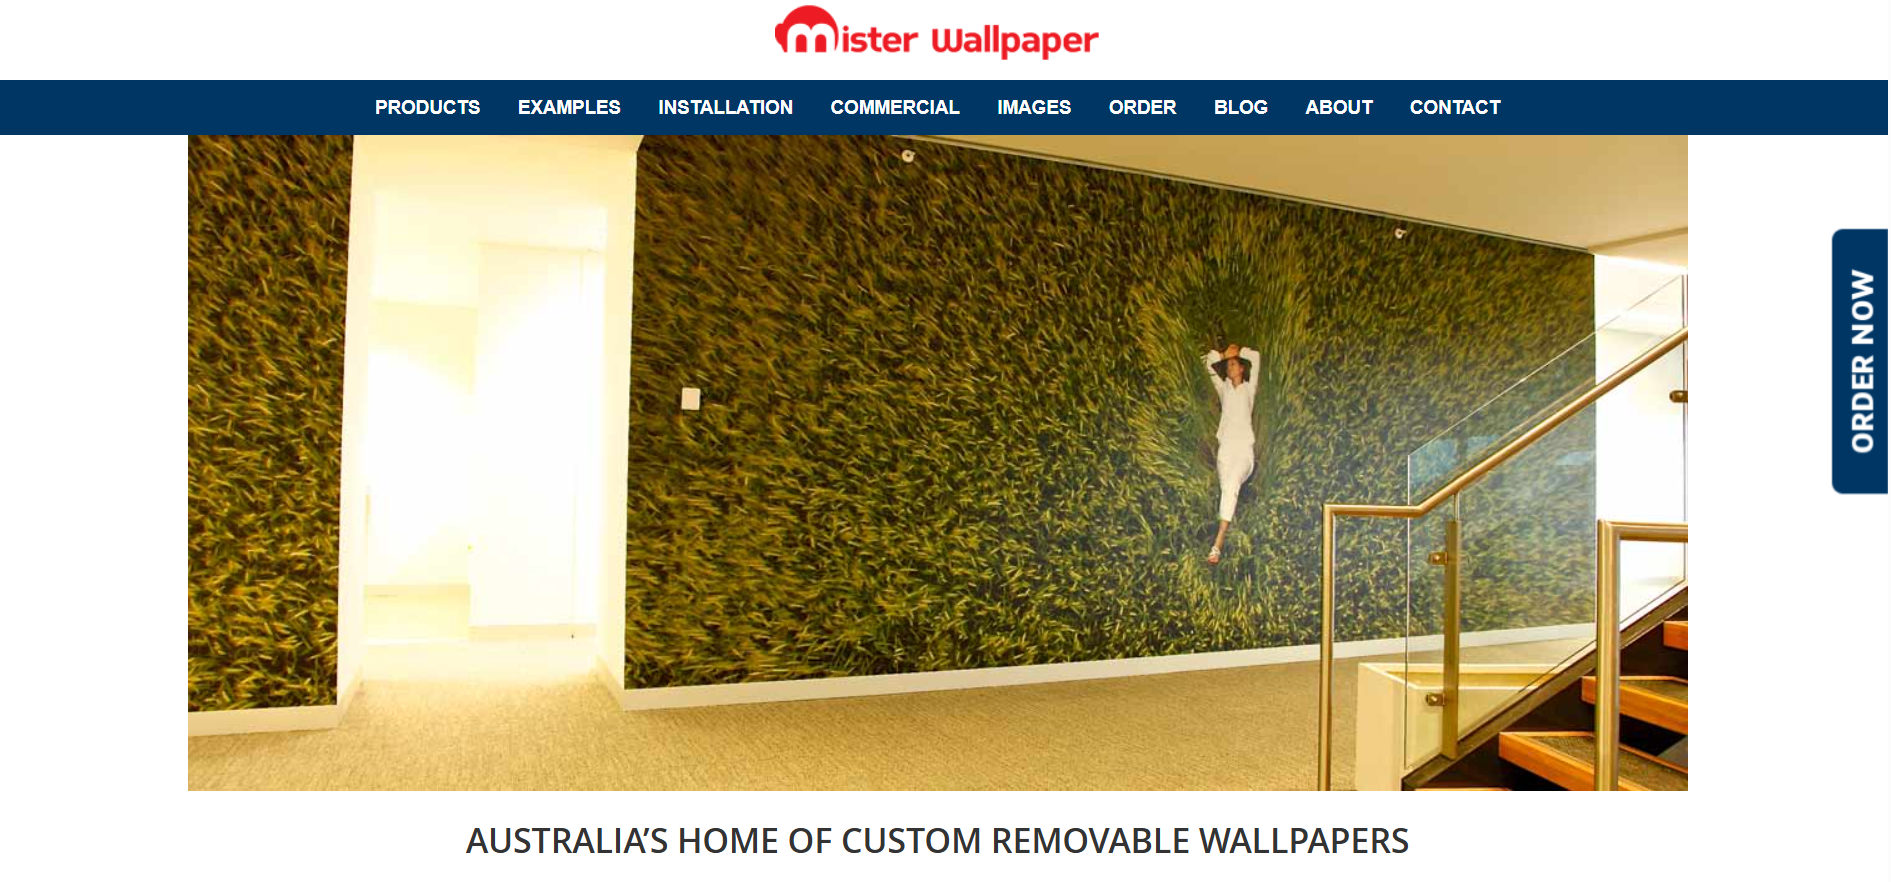 mister Wallpaper
PRODUCTS EXAMPLES INSTALLATION COMMERCIAL IMAGES ORDER BLOG ABOUT CONTACT
ORDER NOW
AUSTRALIA’S HOME OF CUSTOM REMOVABLE WALLPAPERS